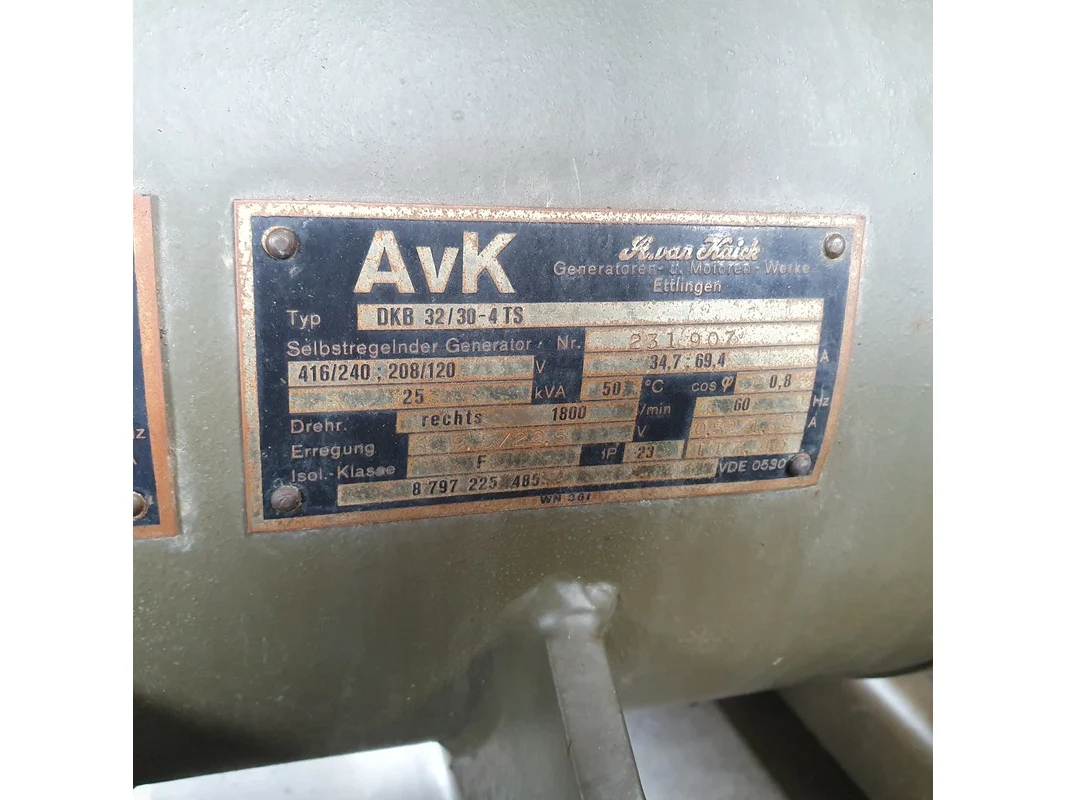 AvK
A. van Kaick
Generatoren- u. Motoren-Werke
Ettlingen
Typ DKB 32/30-4 TS
Selbstregelnder Generator · Nr. 231 907
416/240 ; 208/120 V 34,7 ; 69,4 A
25 kVA 50 °C cos φ 0,8
Drehr. rechts 1800 /min 60 Hz
Erregung V A
Isol.-Klasse F IP 23
8 797 225 485 VDE 0530
WN 361
nz
A